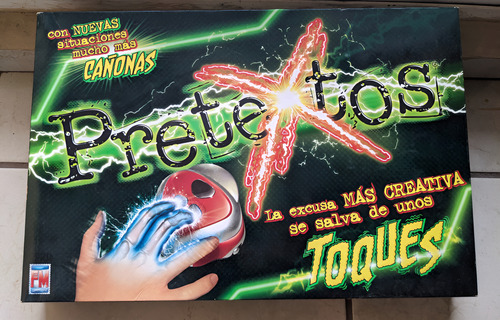 con NUEVAS
situaciones
mucho más
CAÑONAS
Pretextos
La excusa MÁS CREATIVA
se salva de unos
TOQUES
FM